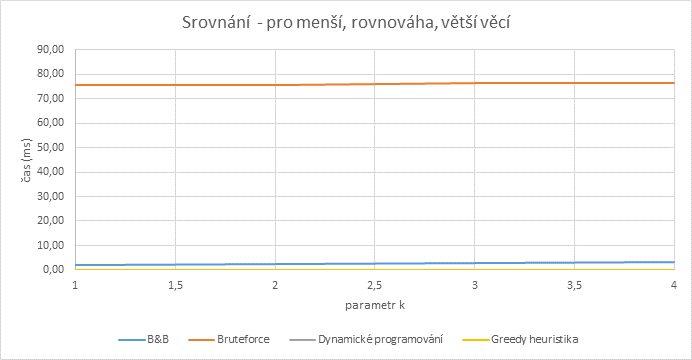 Srovnání - pro menší, rovnováha, větší věcí
90,00
80,00
70,00
60,00
50,00
40,00
30,00
20,00
10,00
0,00
čas (ms)
1 1,5 2 2,5 3 3,5 4
parametr k
B&B Bruteforce Dynamické programování Greedy heuristika